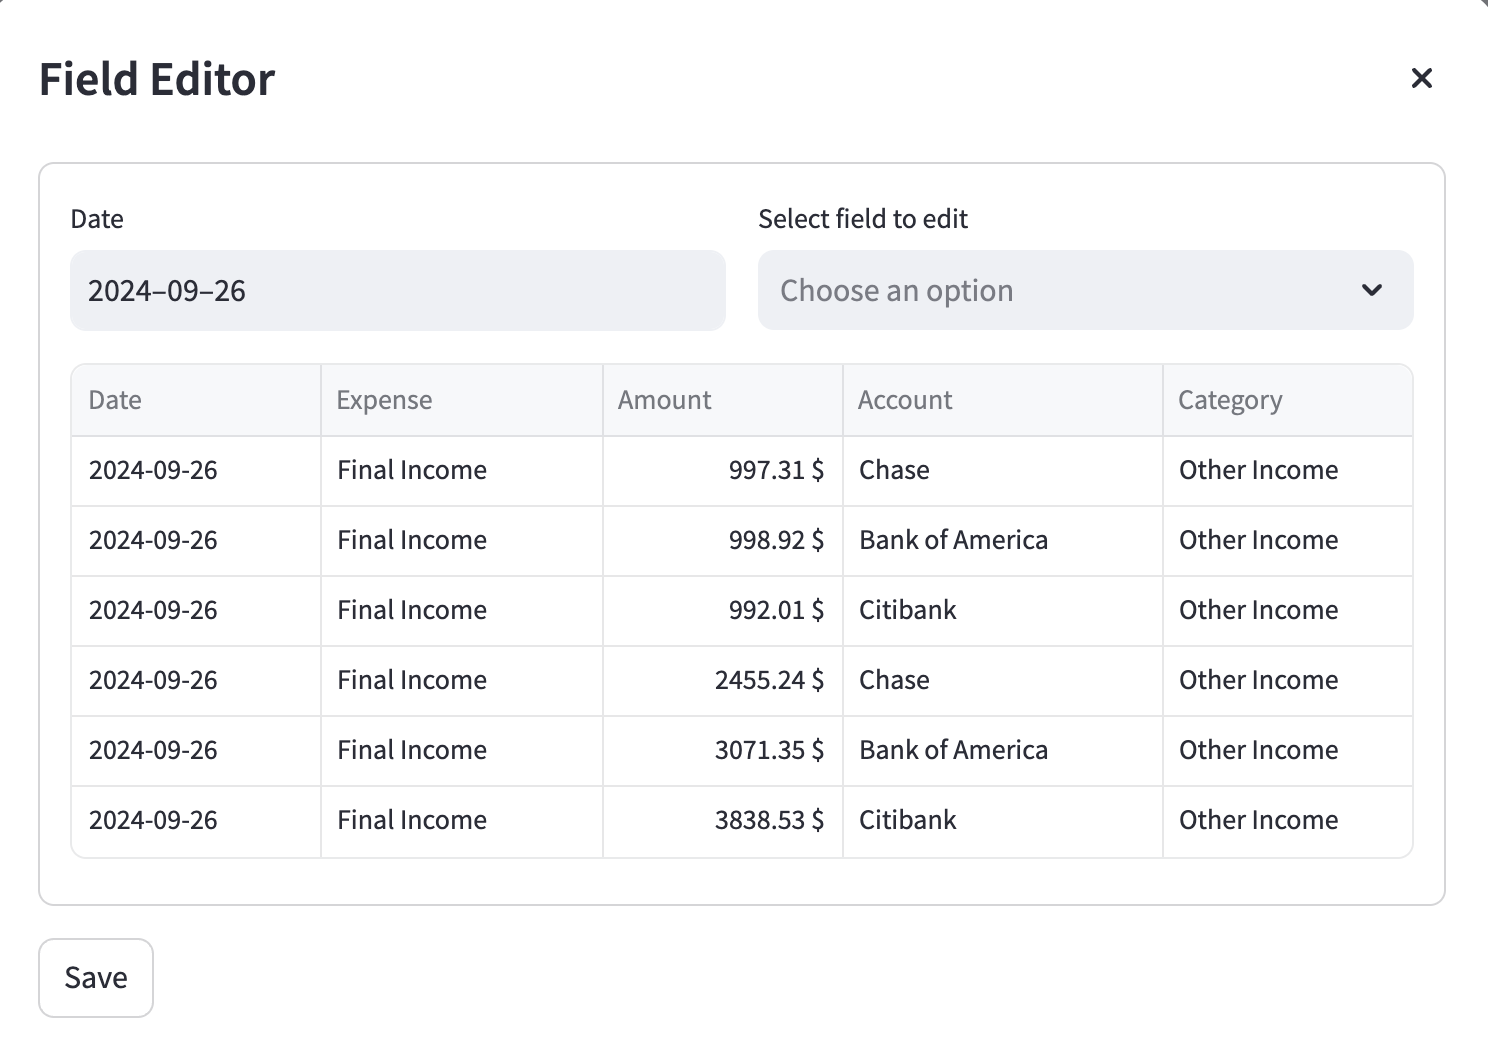 Field Editor
Date
Select field to edit
2024–09–26
Choose an option
Date Expense Amount Account Category
2024-09-26 Final Income 997.31 $ Chase Other Income
2024-09-26 Final Income 998.92 $ Bank of America Other Income
2024-09-26 Final Income 992.01 $ Citibank Other Income
2024-09-26 Final Income 2455.24 $ Chase Other Income
2024-09-26 Final Income 3071.35 $ Bank of America Other Income
2024-09-26 Final Income 3838.53 $ Citibank Other Income
Save